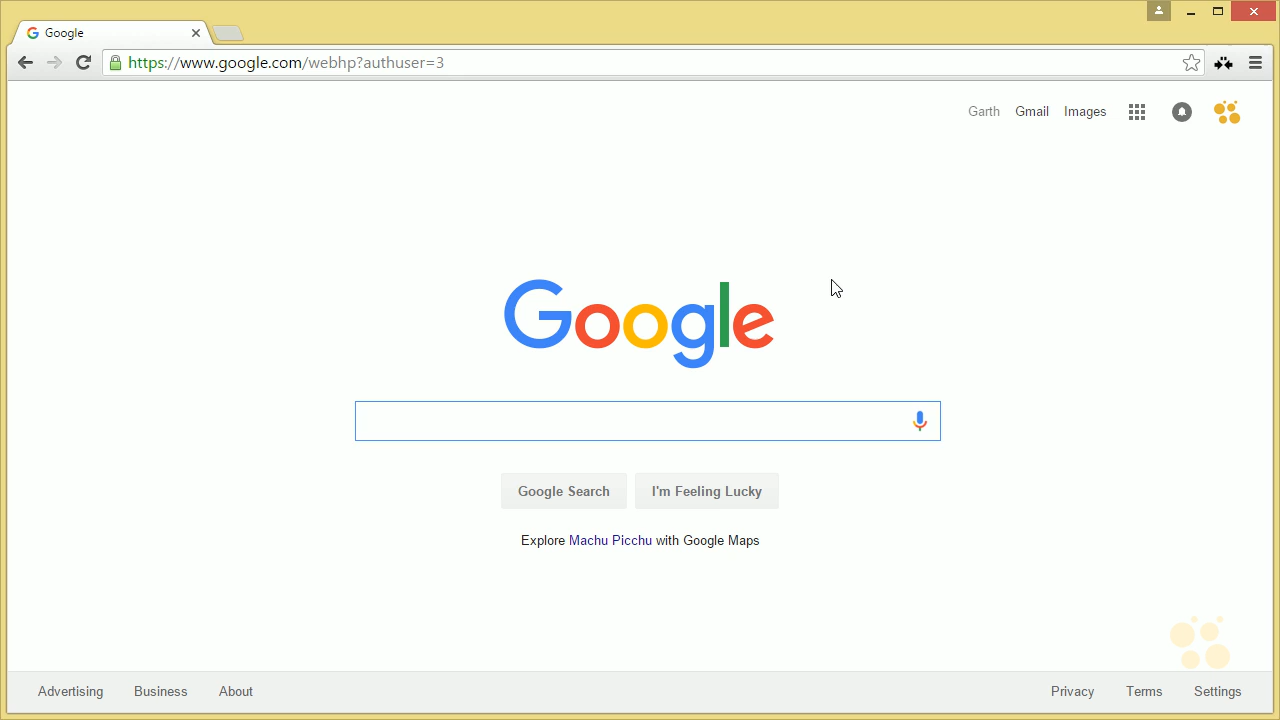 Google
https://www.google.com/webhp?authuser=3
Garth Gmail Images
Google
Google Search I'm Feeling Lucky
Explore Machu Picchu with Google Maps
Advertising Business About Privacy Terms Settings